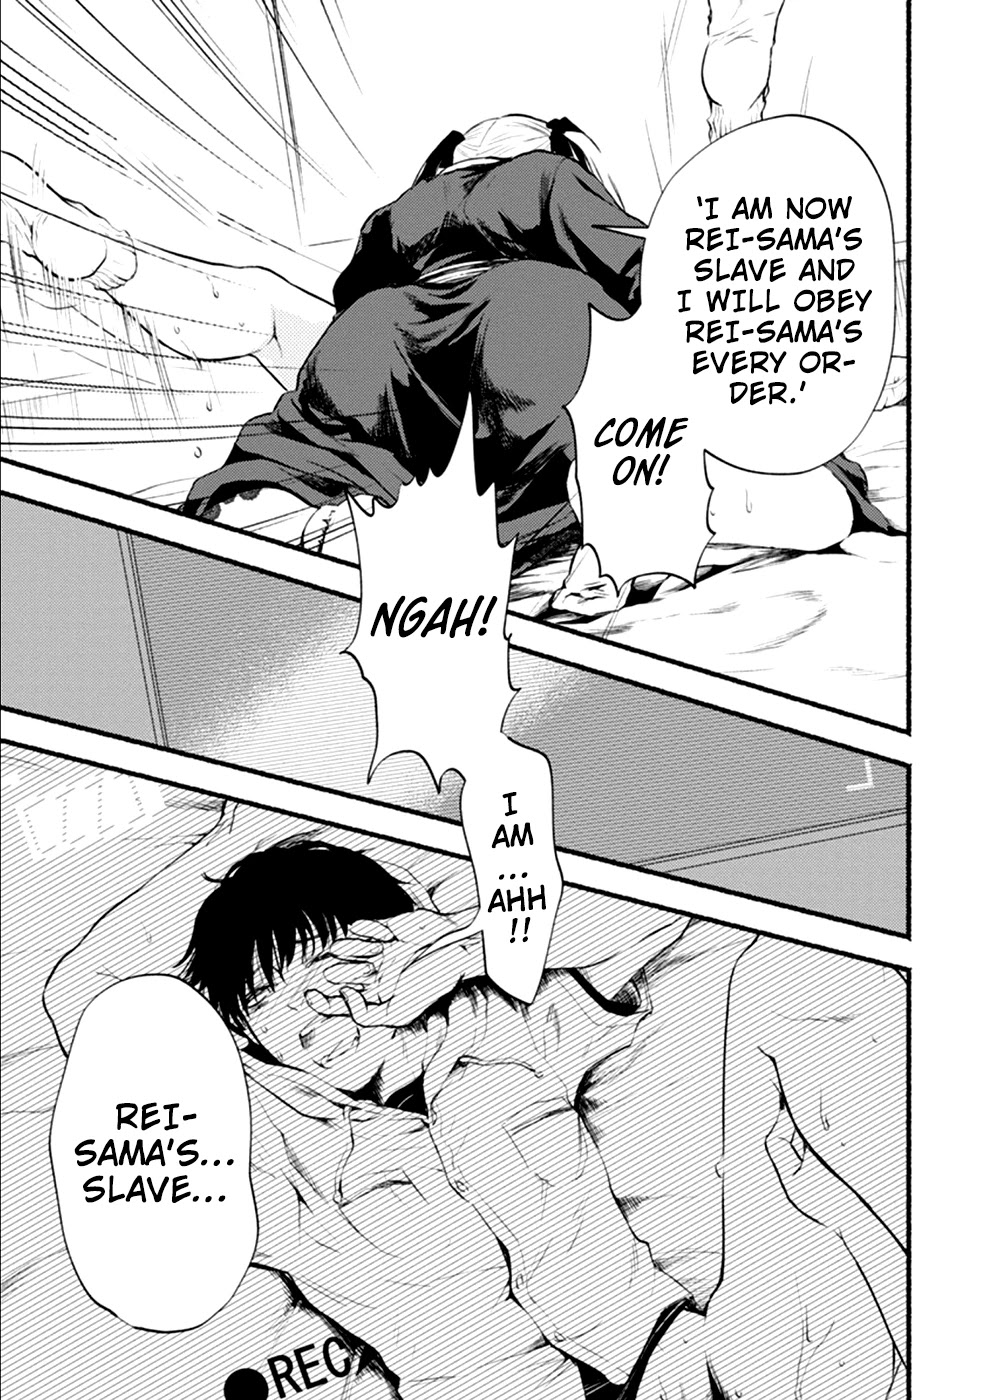 'I AM NOW
REI-SAMA'S
SLAVE AND
I WILL OBEY
REI-SAMA'S
EVERY OR-
DER.'
COME
ON!
NGAH!
I
AM
...
AHH
!!
REI-
SAMA'S...
SLAVE...
●REC